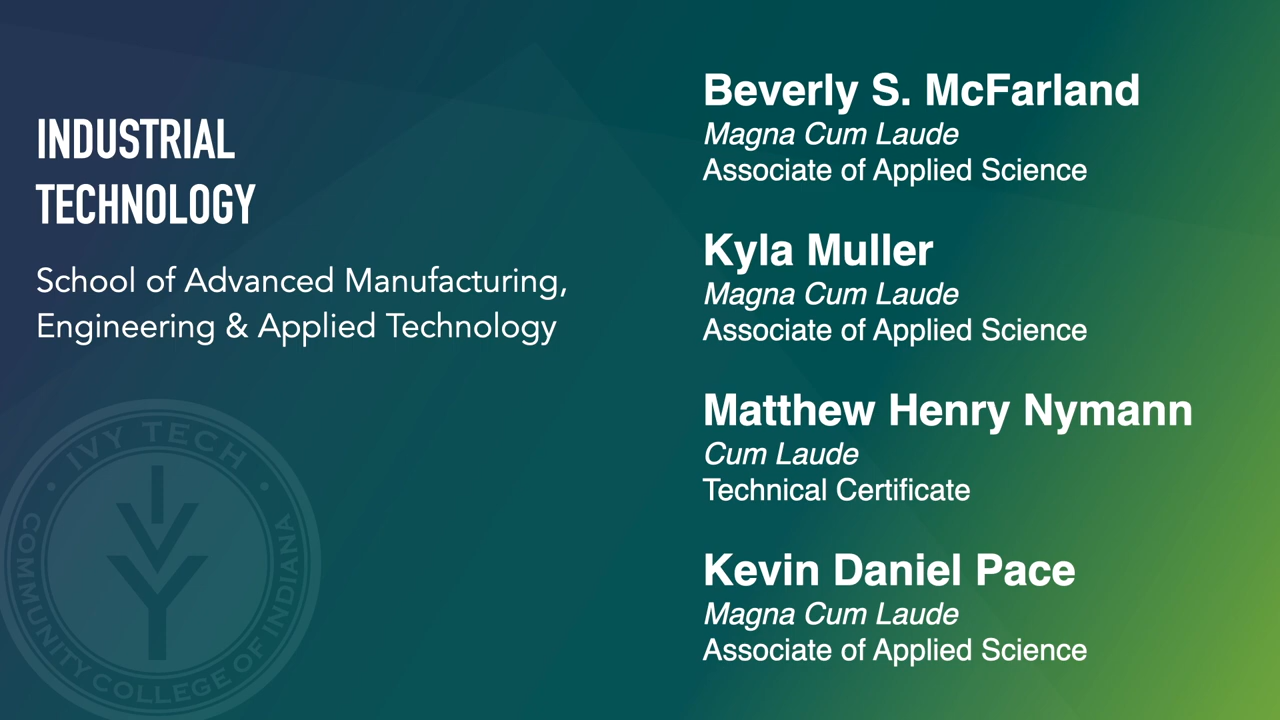 INDUSTRIAL
TECHNOLOGY
School of Advanced Manufacturing,
Engineering & Applied Technology
IVY TECH
COMMUNITY COLLEGE OF INDIANA
IVY
Beverly S. McFarland
Magna Cum Laude
Associate of Applied Science
Kyla Muller
Magna Cum Laude
Associate of Applied Science
Matthew Henry Nymann
Cum Laude
Technical Certificate
Kevin Daniel Pace
Magna Cum Laude
Associate of Applied Science